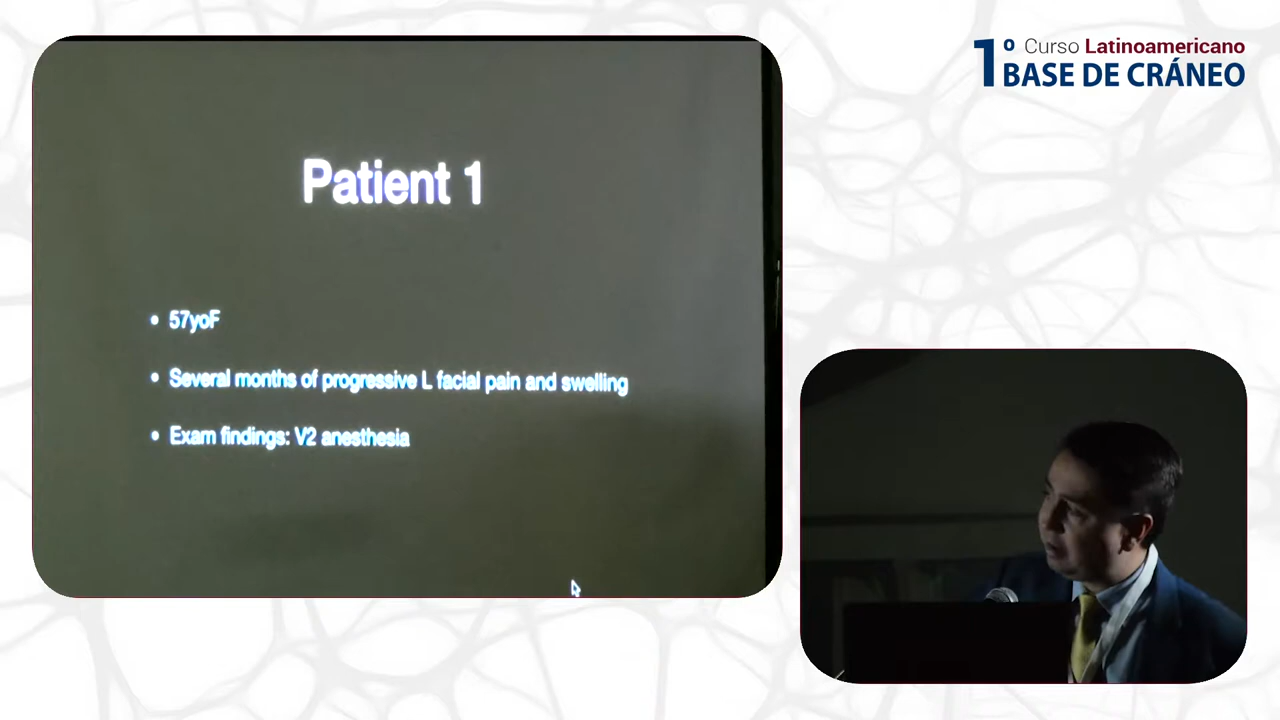 Patient 1
• 57yoF
• Several months of progressive L facial pain and swelling
• Exam findings: V2 anesthesia
1º Curso Latinoamericano
BASE DE CRÁNEO